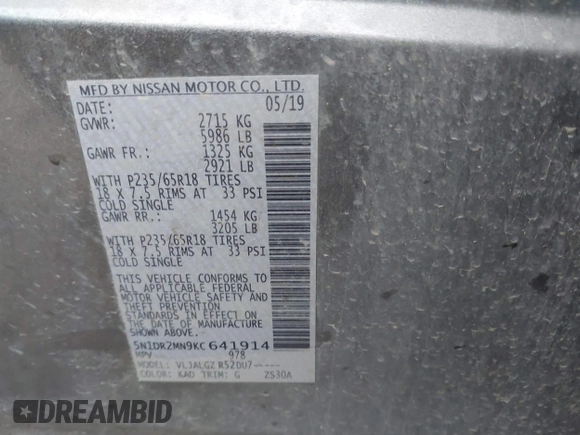 MFD BY NISSAN MOTOR CO., LTD.
DATE: 05/19
GVWR: 2715 KG
5986 LB
GAWR FR.: 1325 KG
2921 LB
WITH P235/65R18 TIRES
18 X 7.5 RIMS AT 33 PSI
COLD SINGLE
GAWR RR.: 1454 KG
3205 LB
WITH P235/65R18 TIRES
18 X 7.5 RIMS AT 33 PSI
COLD SINGLE
THIS VEHICLE CONFORMS TO
ALL APPLICABLE FEDERAL
MOTOR VEHICLE SAFETY AND
THEFT PREVENTION
STANDARDS IN EFFECT ON
THE DATE OF MANUFACTURE
SHOWN ABOVE.
5N1DR2MN9KC641914
MPV 978
MODEL: VLJALGZ R52DU7-----
COLOR: KAD TRIM: G 2S30A
DREAMBID